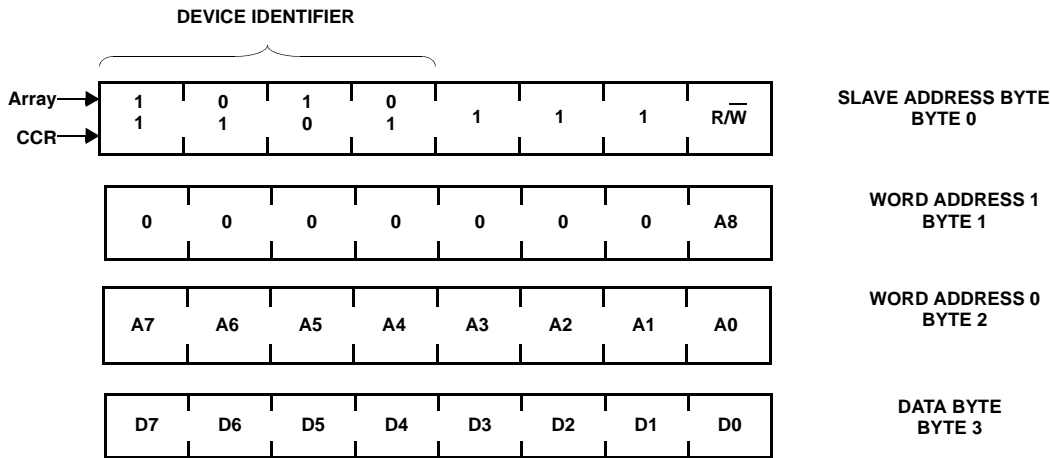 DEVICE IDENTIFIER
Array 1 0 1 0
CCR 1 1 0 1 1 1 1 R/W̅
SLAVE ADDRESS BYTE
BYTE 0
0 0 0 0 0 0 0 A8
WORD ADDRESS 1
BYTE 1
A7 A6 A5 A4 A3 A2 A1 A0
WORD ADDRESS 0
BYTE 2
D7 D6 D5 D4 D3 D2 D1 D0
DATA BYTE
BYTE 3